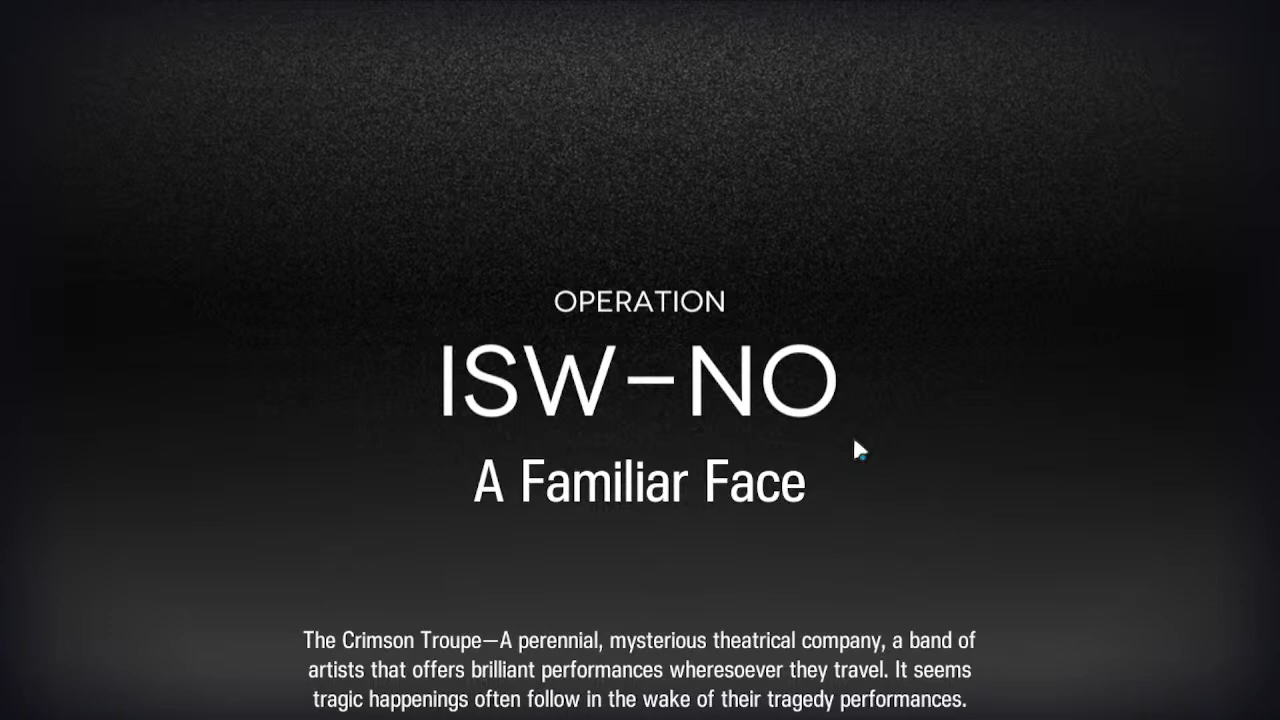 OPERATION
ISW-NO
A Familiar Face
The Crimson Troupe—A perennial, mysterious theatrical company, a band of
artists that offers brilliant performances wheresoever they travel. It seems
tragic happenings often follow in the wake of their tragedy performances.